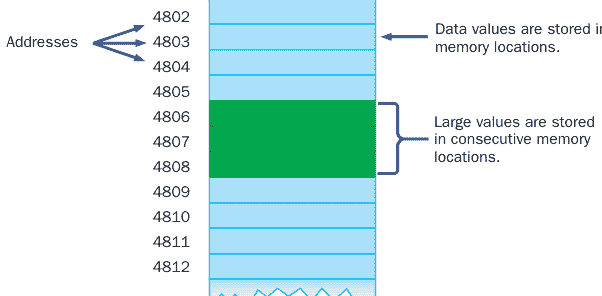 4802
Addresses
4803
4804
4805
4806
4807
4808
4809
4810
4811
4812
Data values are stored
memory locations.
Large values are stored
in consecutive memory
locations.